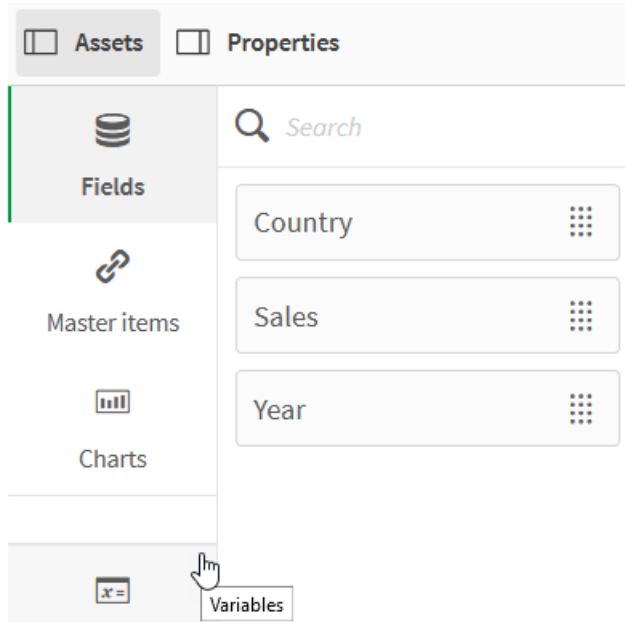 Assets
Properties
Fields
Search
Country
Master items
Sales
Year
Charts
x=
Variables